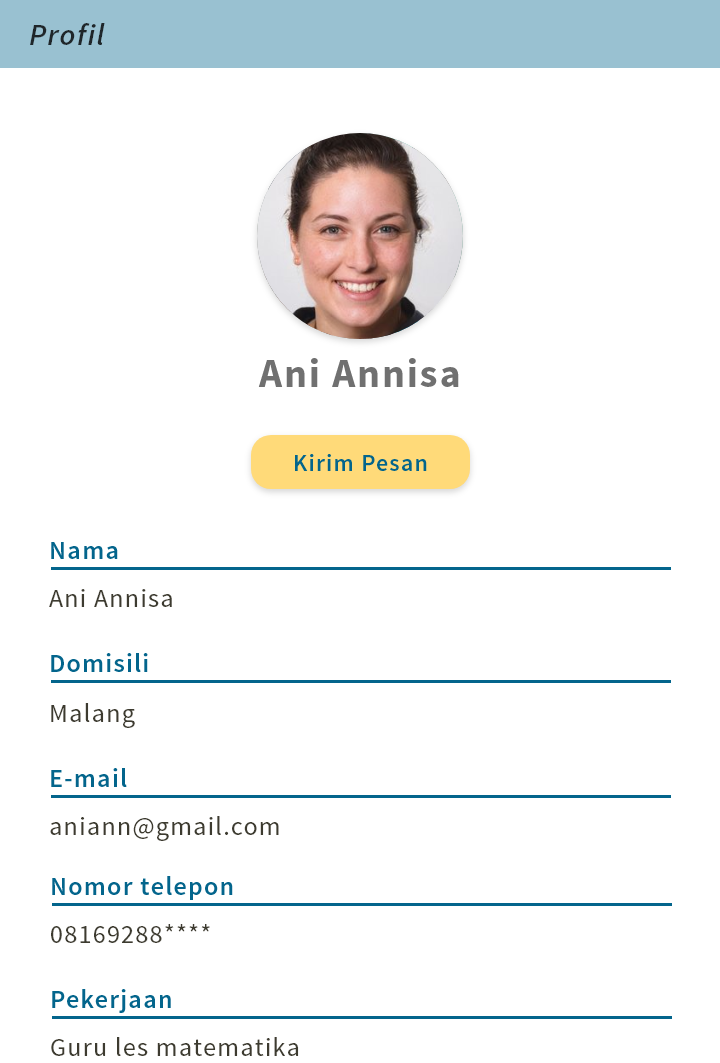 Profil
Ani Annisa
Kirim Pesan
Nama
Ani Annisa
Domisili
Malang
E-mail
aniann@gmail.com
Nomor telepon
08169288****
Pekerjaan
Guru les matematika